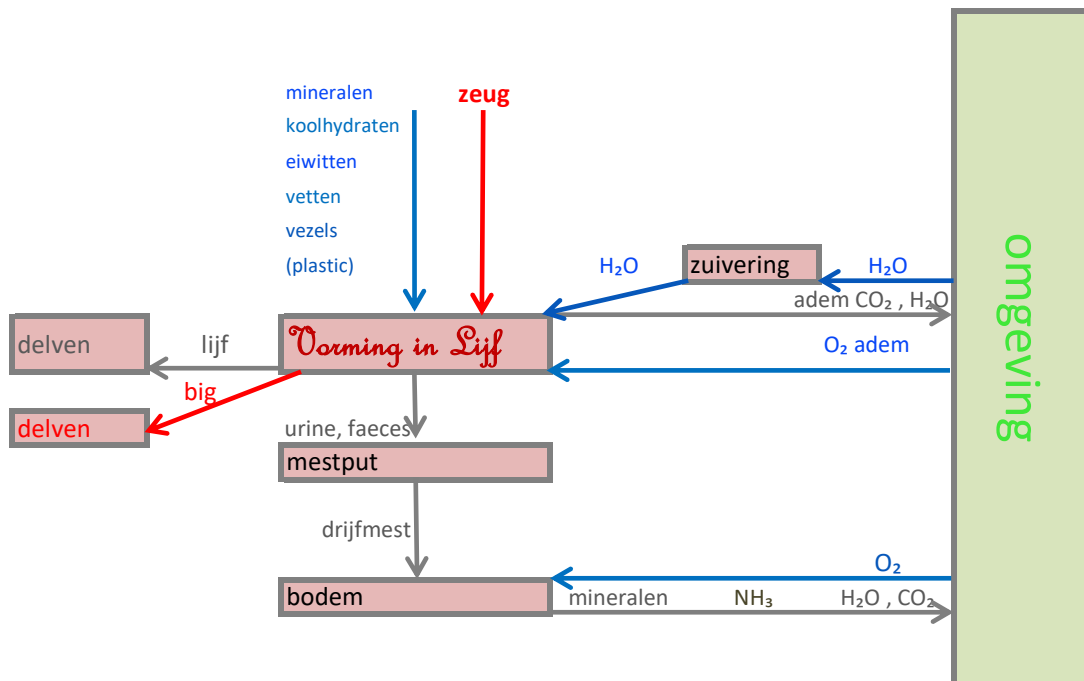 mineralen
zeug
koolhydraten
eiwitten
vetten
vezels
(plastic)
H₂O
zuivering
H₂O
adem CO₂ , H₂O
omgeving
delven
lijf
Vorming in Lijf
O₂ adem
big
delven
urine, faeces
mestput
drijfmest
O₂
bodem
mineralen NH₃ H₂O , CO₂